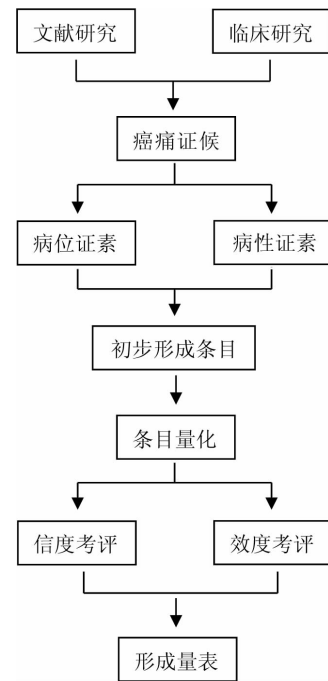 文献研究
临床研究
癌痛证候
病位证素
病性证素
初步形成条目
条目量化
信度考评
效度考评
形成量表